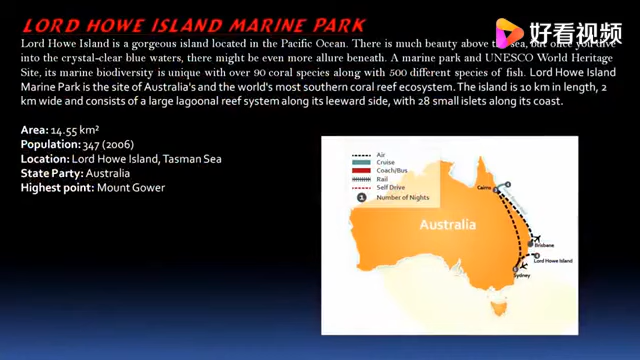 LORD HOWE ISLAND MARINE PARK
好看视频
Lord Howe Island is a gorgeous island located in the Pacific Ocean. There is much beauty above the sea, but once you dive
into the crystal-clear blue waters, there might be even more allure beneath. A marine park and UNESCO World Heritage
Site, its marine biodiversity is unique with over 90 coral species along with 500 different species of fish. Lord Howe Island
Marine Park is the site of Australia's and the world's most southern coral reef ecosystem. The island is 10 km in length, 2
km wide and consists of a large lagoonal reef system along its leeward side, with 28 small islets along its coast.
Area: 14.55 km²
Population: 347 (2006)
Location: Lord Howe Island, Tasman Sea
State Party: Australia
Highest point: Mount Gower
Air
Cruise
Coach/Bus
Rail
Self Drive
1 Number of Nights
Cairns
Australia
Brisbane
Lord Howe Island
Sydney